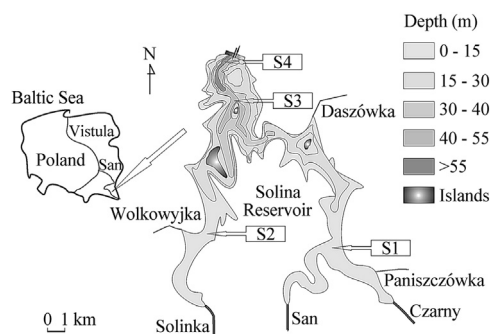 Depth (m)
0 - 15
15 - 30
30 - 40
40 - 55
>55
Islands
N
S4
S3
Daszówka
Baltic Sea
Vistula
San
Poland
Wolkowyjka
Solina
Reservoir
S2
S1
Paniszczówka
Czarny
San
Solinka
0 1 km